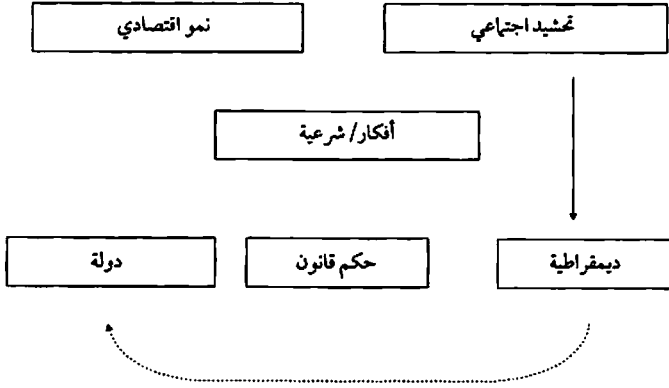 تحشيد اجتماعي
نمو اقتصادي
أفكار/ شرعية
ديمقراطية
حكم قانون
دولة